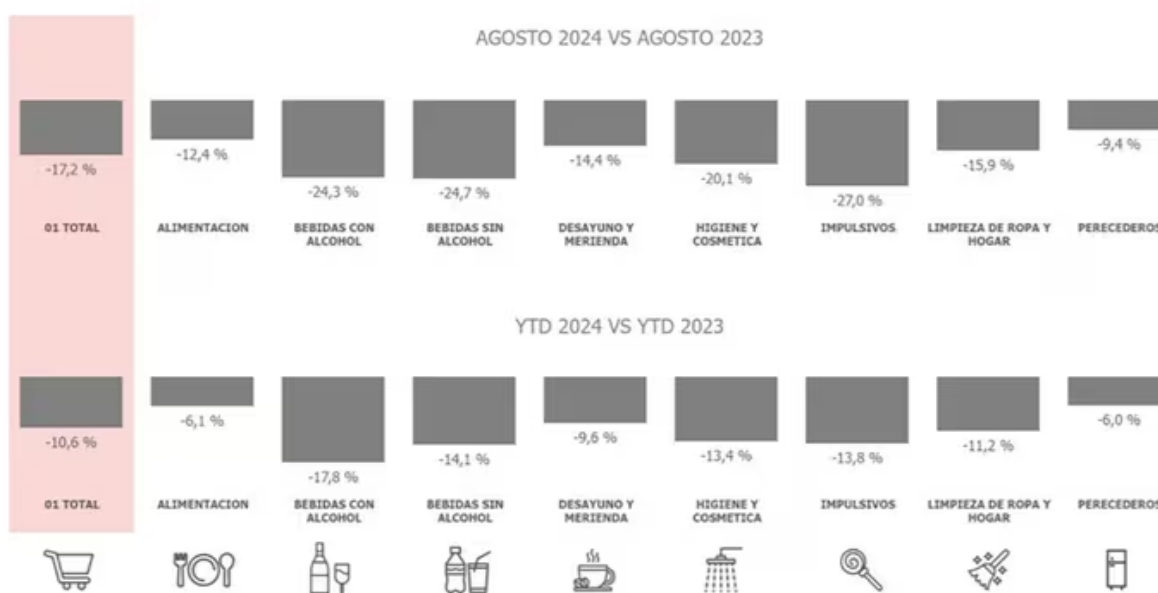 AGOSTO 2024 VS AGOSTO 2023
-17,2 %
-12,4 %
-24,3 %
-24,7 %
-14,4 %
-20,1 %
-27,0 %
-15,9 %
-9,4 %
01 TOTAL
ALIMENTACION
BEBIDAS CON
ALCOHOL
BEBIDAS SIN
ALCOHOL
DESAYUNO Y
MERIENDA
HIGIENE Y
COSMETICA
IMPULSIVOS
LIMPIEZA DE ROPA Y
HOGAR
PERECEDEROS
YTD 2024 VS YTD 2023
-10,6 %
-6,1 %
-17,8 %
-14,1 %
-9,6 %
-13,4 %
-13,8 %
-11,2 %
-6,0 %
01 TOTAL
ALIMENTACION
BEBIDAS CON
ALCOHOL
BEBIDAS SIN
ALCOHOL
DESAYUNO Y
MERIENDA
HIGIENE Y
COSMETICA
IMPULSIVOS
LIMPIEZA DE ROPA Y
HOGAR
PERECEDEROS